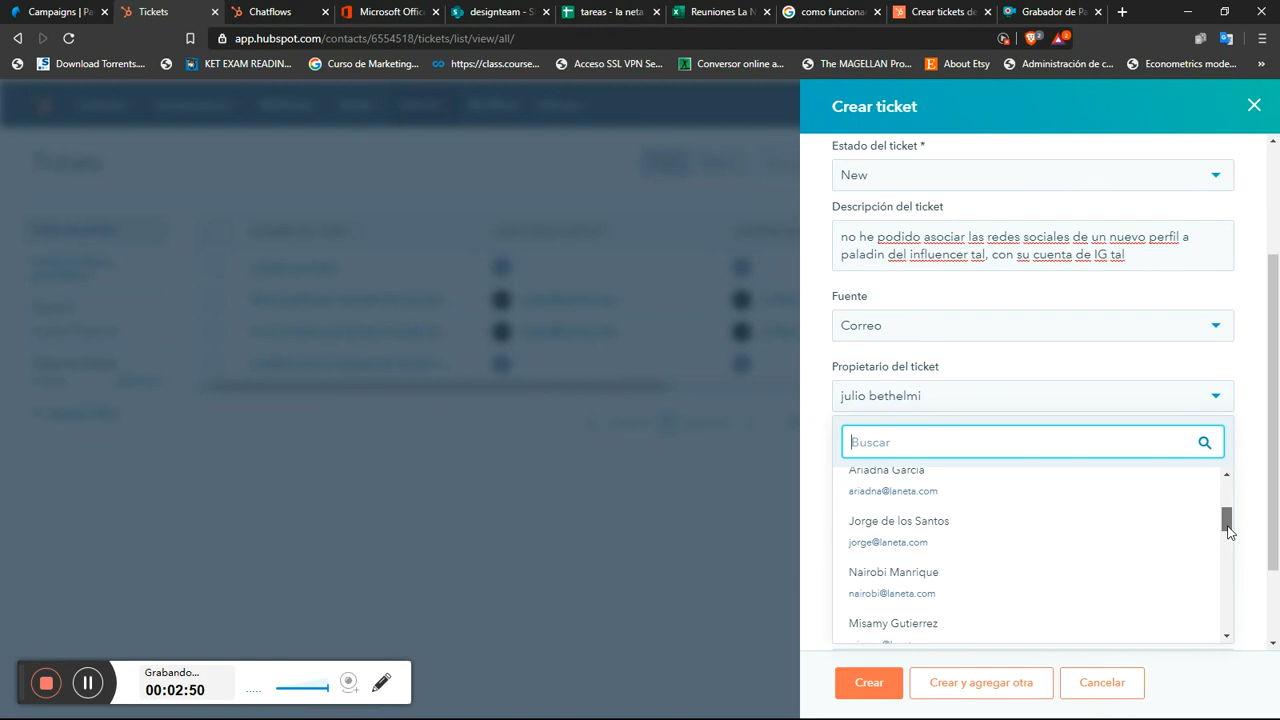 Campaigns | P
Tickets
Chatflows
Microsoft Offic
designteam - S
tareas - la net
Reuniones La N
como funcionar
Crear tickets de
Grabador de Pa
app.hubspot.com/contacts/6554518/tickets/list/view/all/
Download Torrents...
KET EXAM READIN...
Curso de Marketing...
https://class.course...
Acceso SSL VPN Se...
Conversor online a...
The MAGELLAN Pro...
About Etsy
Administración de c...
Econometrics mode...
Tickets
Crear ticket
Estado del ticket *
New
Descripción del ticket
no he podido asociar las redes sociales de un nuevo perfil a
paladin del influencer tal, con su cuenta de IG tal
Fuente
Correo
Propietario del ticket
julio bethelmi
Buscar
Ariadna García
ariadna@laneta.com
Jorge de los Santos
jorge@laneta.com
Nairobi Manrique
nairobi@laneta.com
Misamy Gutierrez
Crear
Crear y agregar otra
Cancelar
Grabando...
00:02:50